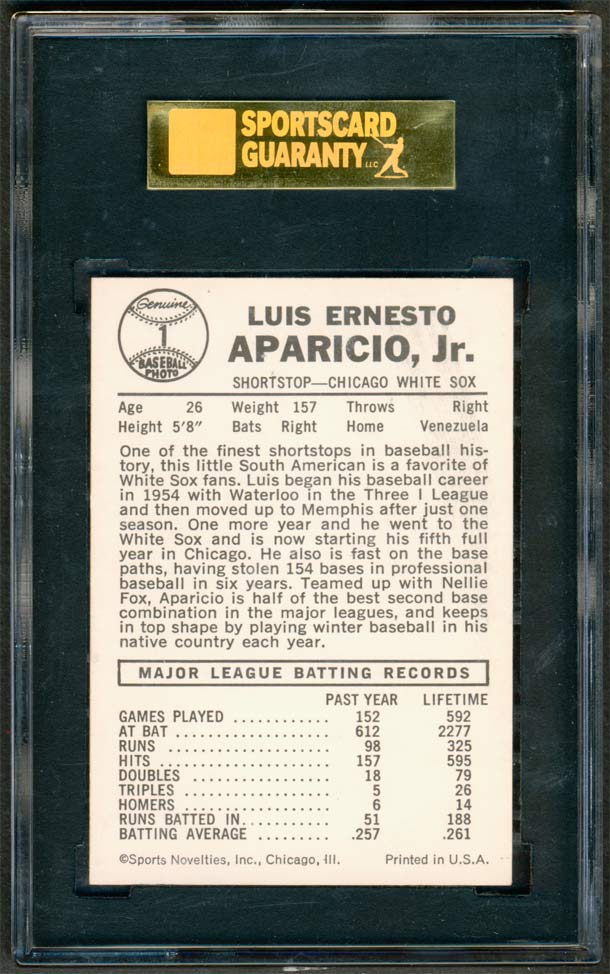 SPORTSCARD
GUARANTY LLC
Genuine
1
BASEBALL
PHOTO
LUIS ERNESTO
APARICIO, Jr.
SHORTSTOP—CHICAGO WHITE SOX
Age 26 Weight 157 Throws Right
Height 5'8" Bats Right Home Venezuela
One of the finest shortstops in baseball his-
tory, this little South American is a favorite of
White Sox fans. Luis began his baseball career
in 1954 with Waterloo in the Three I League
and then moved up to Memphis after just one
season. One more year and he went to the
White Sox and is now starting his fifth full
year in Chicago. He also is fast on the base
paths, having stolen 154 bases in professional
baseball in six years. Teamed up with Nellie
Fox, Aparicio is half of the best second base
combination in the major leagues, and keeps
in top shape by playing winter baseball in his
native country each year.
MAJOR LEAGUE BATTING RECORDS
PAST YEAR LIFETIME
GAMES PLAYED ............ 152 592
AT BAT .................... 612 2277
RUNS .................... 98 325
HITS ...................... 157 595
DOUBLES ................. 18 79
TRIPLES .................. 5 26
HOMERS .................. 6 14
RUNS BATTED IN........... 51 188
BATTING AVERAGE .......... .257 .261
©Sports Novelties, Inc., Chicago, Ill. Printed in U.S.A.